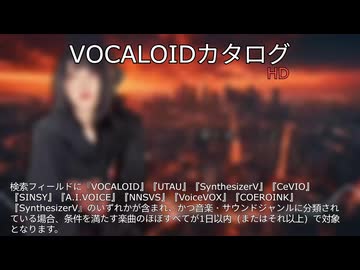 VOCALOIDカタログ
HD
検索フィールドに『VOCALOID』『UTAU』『SynthesizerV』『CeVIO』
『SINSY』『A.I.VOICE』『NNSVS』『VoiceVOX』『COEROINK』
『SynthesizerV』のいずれかが含まれ、かつ音楽・サウンドジャンルに分類され
ている場合、条件を満たす楽曲のほぼすべてが1日以内（またはそれ以上）で対象
となります。